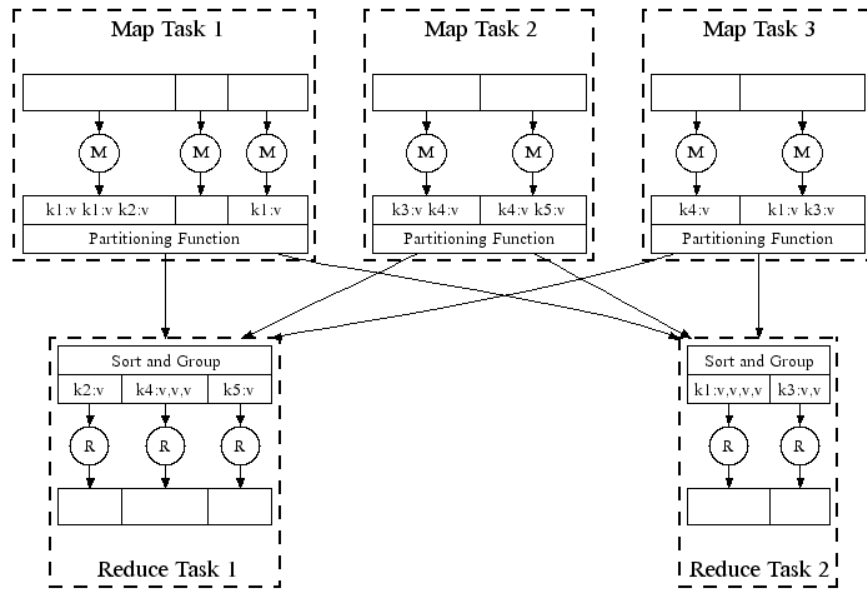 Map Task 1
Map Task 2
Map Task 3
M M M
M M
M M
k1:v k1:v k2:v
k1:v
k3:v k4:v
k4:v k5:v
k4:v
k1:v k3:v
Partitioning Function
Partitioning Function
Partitioning Function
Sort and Group
Sort and Group
k2:v
k4:v,v,v
k5:v
k1:v,v,v,v
k3:v,v
R R R
R R
Reduce Task 1
Reduce Task 2